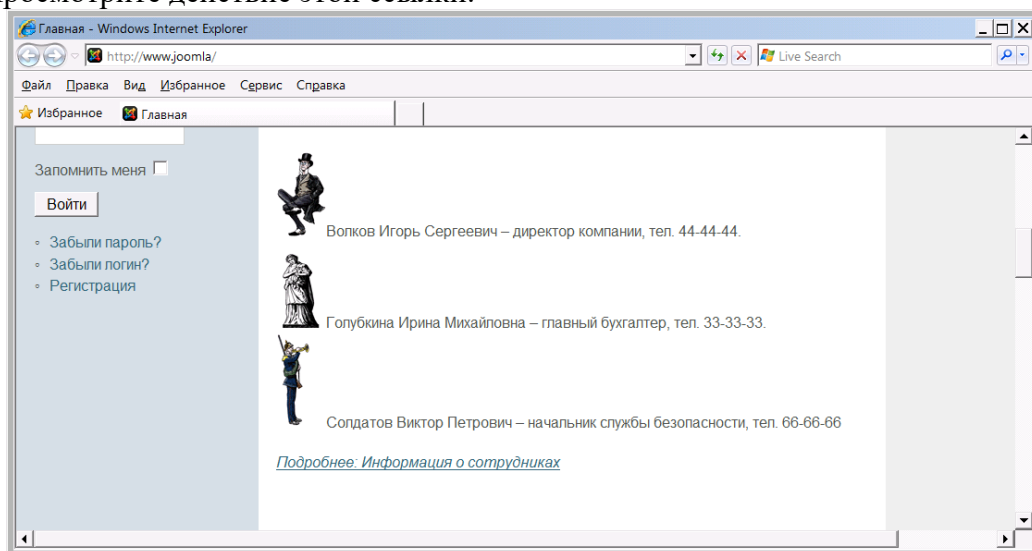 просмотрите действие этой ссылки.
Главная - Windows Internet Explorer
http://www.joomla/
Live Search
Файл Правка Вид Избранное Сервис Справка
Избранное Главная
Запомнить меня
Войти
Забыли пароль?
Забыли логин?
Регистрация
Волков Игорь Сергеевич – директор компании, тел. 44-44-44.
Голубкина Ирина Михайловна – главный бухгалтер, тел. 33-33-33.
Солдатов Виктор Петрович – начальник службы безопасности, тел. 66-66-66
Подробнее: Информация о сотрудниках